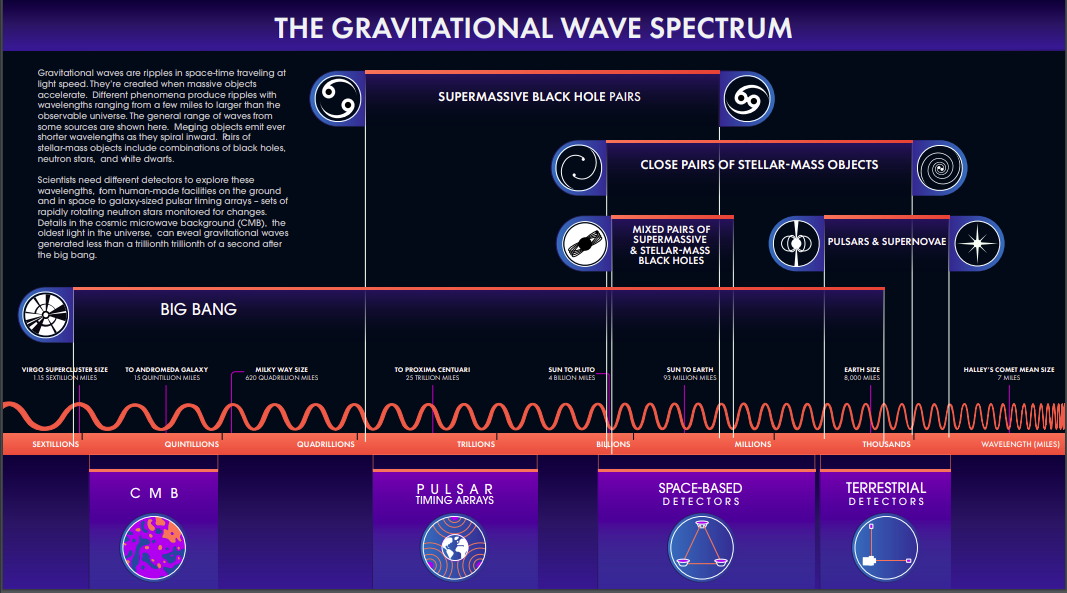 THE GRAVITATIONAL WAVE SPECTRUM
Gravitational waves are ripples in space-time traveling at
light speed. They're created when massive objects
accelerate. Different phenomena produce ripples with
wavelengths ranging from a few miles to larger than the
observable universe. The general range of waves from
some sources are shown here. Meging objects emit ever
shorter wavelengths as they spiral inward. Rairs of
stellar-mass objects include combinations of black holes,
neutron stars, and white dwarfs.
Scientists need different detectors to explore these
wavelengths, fom human-made facilities on the ground
and in space to galaxy-sized pulsar timing arrays – sets of
rapidly rotating neutron stars monitored for changes.
Details in the cosmic microwave background (CMB), the
oldest light in the universe, can eveal gravitational waves
generated less than a trillionth trillionth of a second after
the big bang.
SUPERMASSIVE BLACK HOLE PAIRS
CLOSE PAIRS OF STELLAR-MASS OBJECTS
MIXED PAIRS OF
SUPERMASSIVE
& STELLAR-MASS
BLACK HOLES
PULSARS & SUPERNOVAE
BIG BANG
VIRGO SUPERCLUSTER SIZE
1.15 SEXTILLION MILES
TO ANDROMEDA GALAXY
15 QUINTILLION MILES
MILKY WAY SIZE
620 QUADRILLION MILES
TO PROXIMA CENTUARI
25 TRILLION MILES
SUN TO PLUTO
4 BILLION MILES
SUN TO EARTH
93 MILLION MILES
EARTH SIZE
8,000 MILES
HALLEY'S COMET MEAN SIZE
7 MILES
SEXTILLIONS
QUINTILLIONS
QUADRILLIONS
TRILLIONS
BILLIONS
MILLIONS
THOUSANDS
WAVELENGTH (MILES)
CMB
PULSAR
TIMING ARRAYS
SPACE-BASED
DETECTORS
TERRESTRIAL
DETECTORS